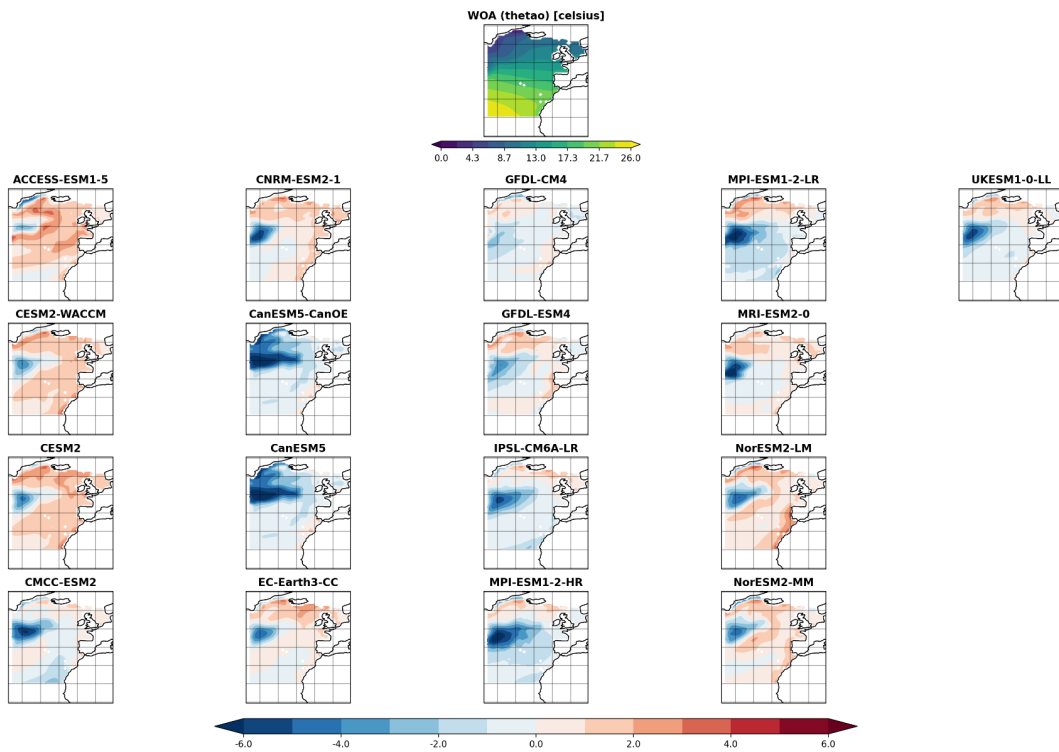 WOA (thetao) [celsius]
0.0 4.3 8.7 13.0 17.3 21.7 26.0
ACCESS-ESM1-5 CNRM-ESM2-1 GFDL-CM4 MPI-ESM1-2-LR UKESM1-0-LL
CESM2-WACCM CanESM5-CanOE GFDL-ESM4 MRI-ESM2-0
CESM2 CanESM5 IPSL-CM6A-LR NorESM2-LM
CMCC-ESM2 EC-Earth3-CC MPI-ESM1-2-HR NorESM2-MM
-6.0 -4.0 -2.0 0.0 2.0 4.0 6.0